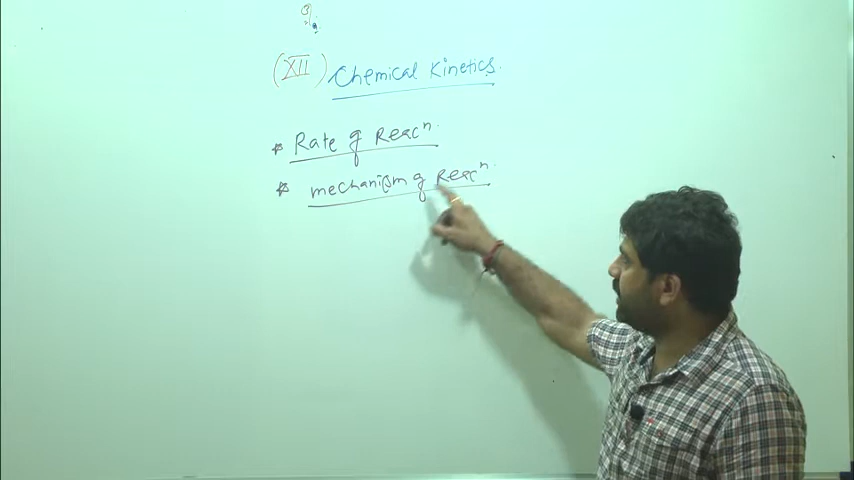 (XII) Chemical Kinetics.
* Rate of Reacⁿ.
* mechanism of Reacⁿ.